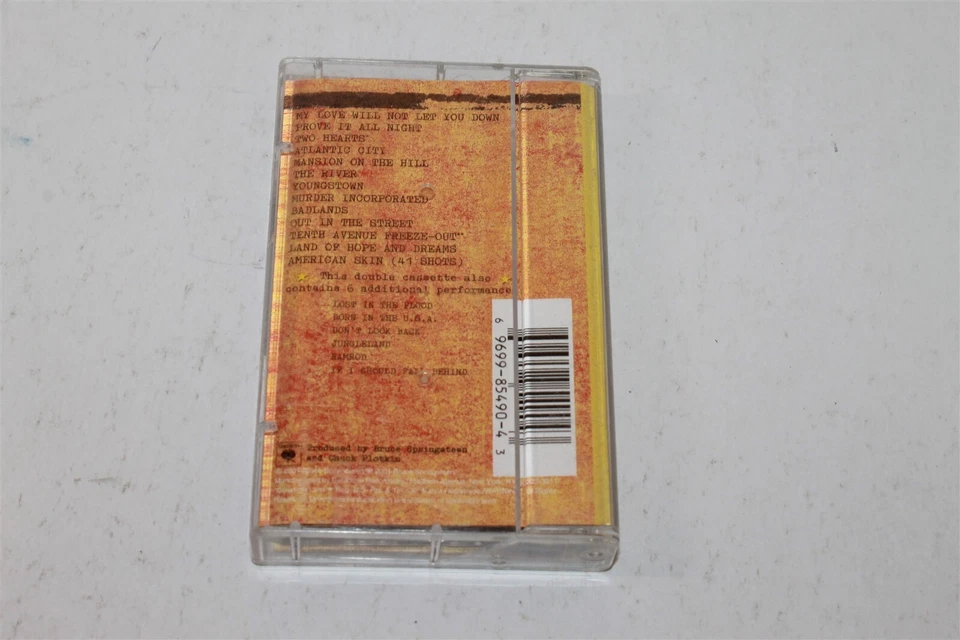 MY LOVE WILL NOT LET YOU DOWN
PROVE IT ALL NIGHT
TWO HEARTS*
ATLANTIC CITY
MANSION ON THE HILL
THE RIVER
YOUNGSTOWN
MURDER INCORPORATED
BADLANDS
OUT IN THE STREET
TENTH AVENUE FREEZE-OUT**
LAND OF HOPE AND DREAMS
AMERICAN SKIN (41 SHOTS)
This double cassette also
contains 6 additional performance
LOST IN THE FLOOD
BORN IN THE U.S.A.
DON'T LOOK BACK
JUNGLELAND
RAMROD
IF I SHOULD FALL BEHIND
6 9699-85490-4 3
Produced by Bruce Springsteen
and Chuck Plotkin